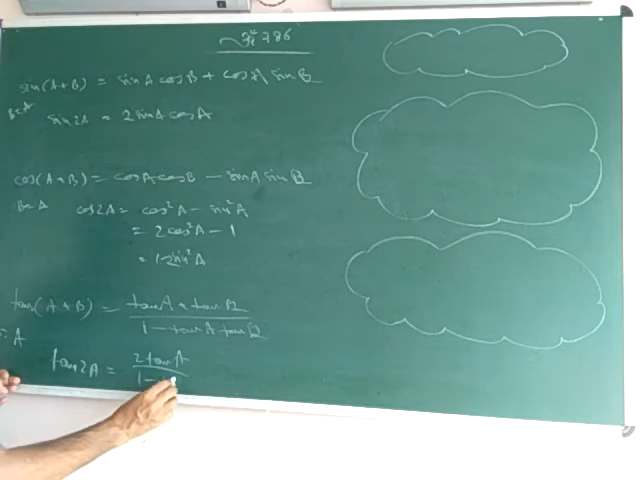 sin(A+B) = sinA cosB + cosA sinB
B=A
sin2A = 2 sinA cosA
cos(A+B) = cosA cosB - sinA sinB
B=A cos2A = cos²A - sin²A
= 2cos²A - 1
= 1-2sin²A
tan(A+B) = tanA + tanB / 1 - tanA tanB
= A
tan2A = 2tanA / 1 -